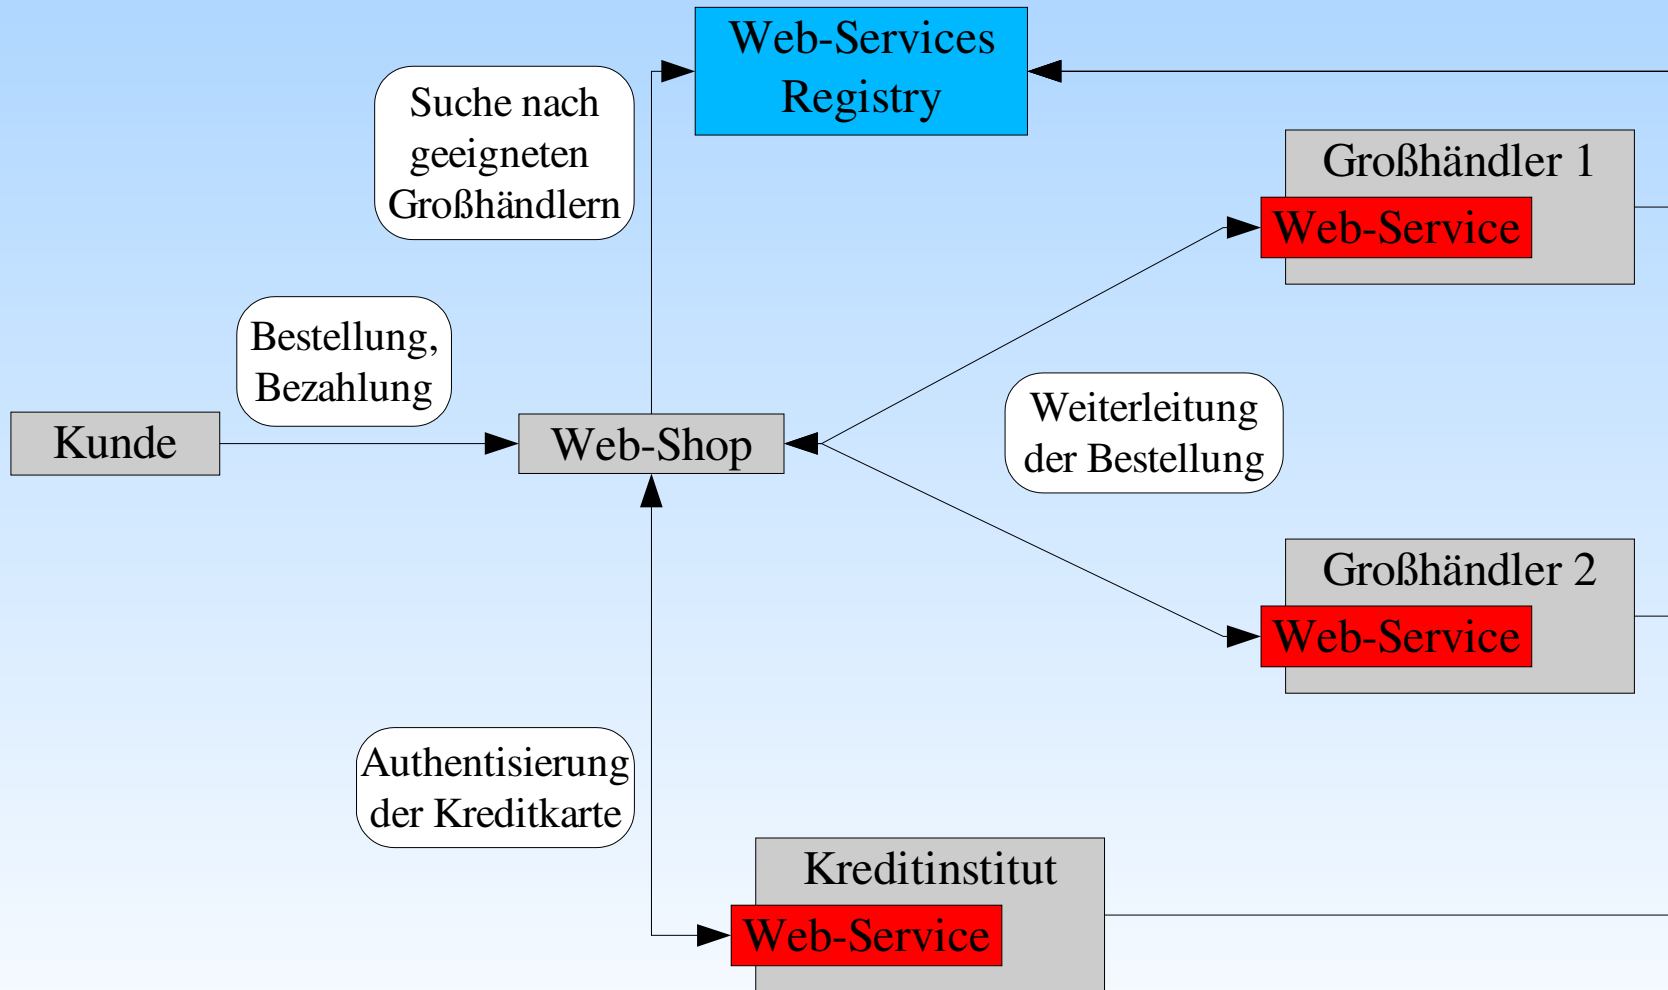 Web-Services
Registry
Suche nach
geeigneten
Großhändlern
Großhändler 1
Web-Service
Bestellung,
Bezahlung
Kunde
Web-Shop
Weiterleitung
der Bestellung
Großhändler 2
Web-Service
Authentisierung
der Kreditkarte
Kreditinstitut
Web-Service